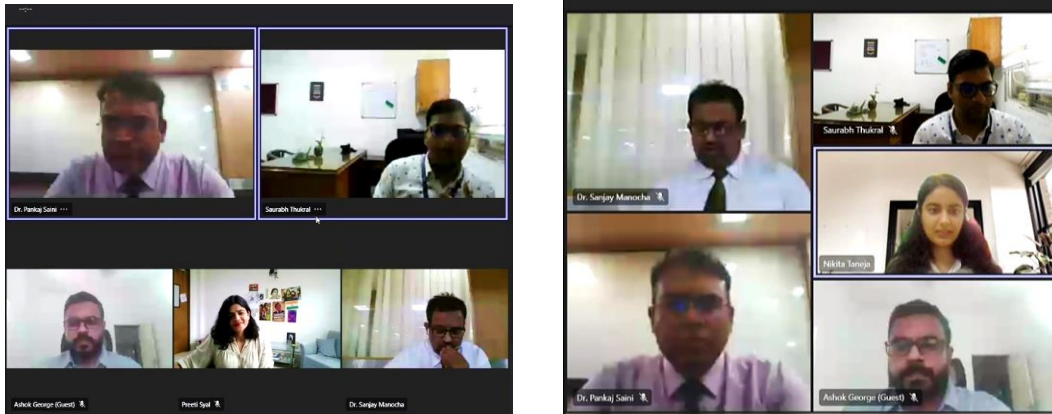 Dr. Pankaj Saini
Saurabh Thukral
Ashok George (Guest)
Preeti Syal
Dr. Sanjay Manocha
Dr. Sanjay Manocha
Saurabh Thukral
Nikita Taneja
Dr. Pankaj Saini
Ashok George (Guest)